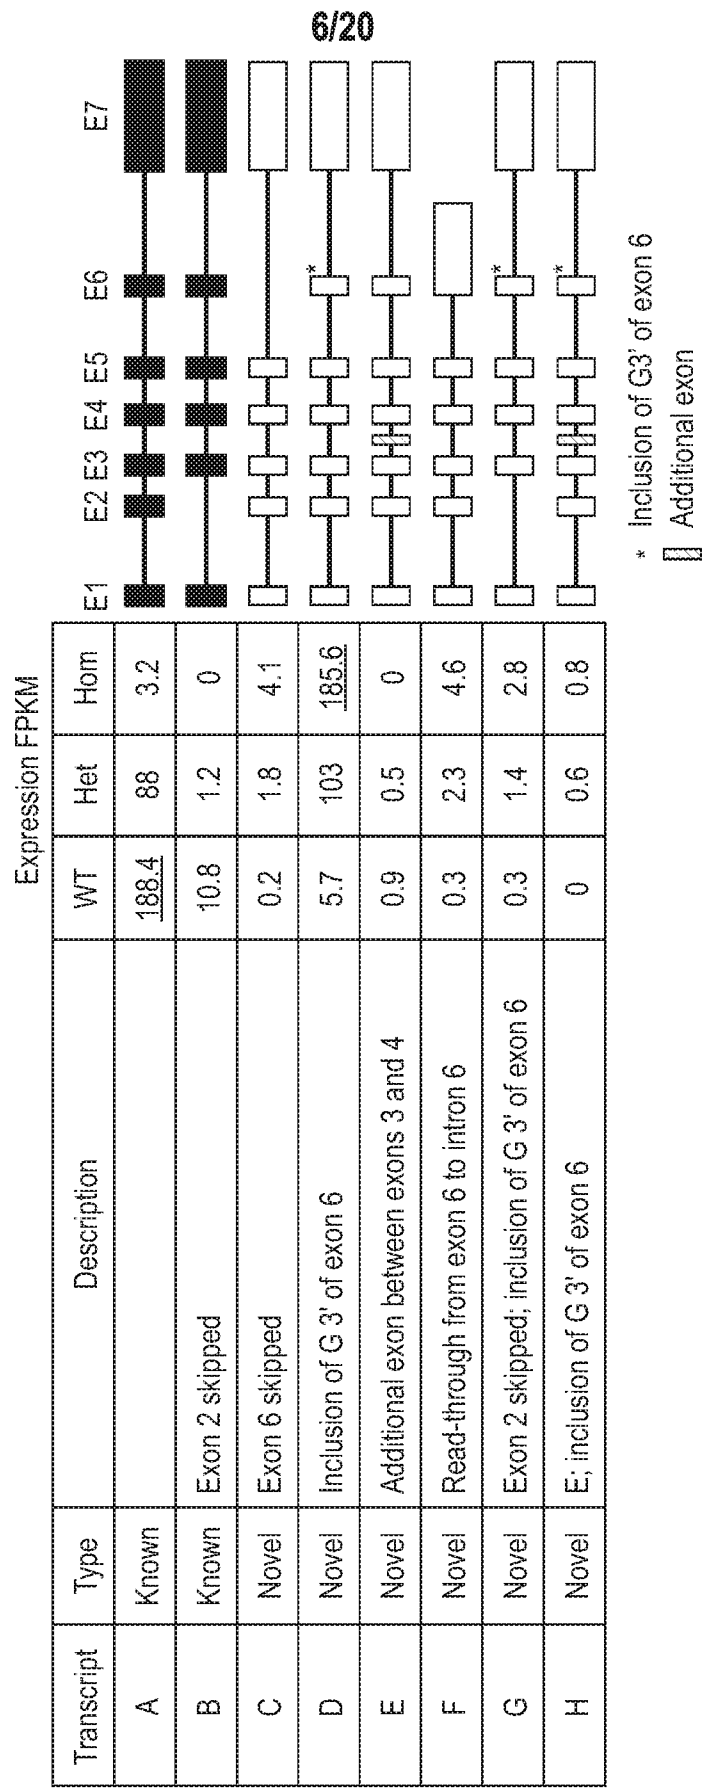 6/20
Expression FPKM
Transcript Type Description WT Het Hom E1 E2 E3 E4 E5 E6 E7
A Known 188.4 88 3.2
B Known Exon 2 skipped 10.8 1.2 0
C Novel Exon 6 skipped 0.2 1.8 4.1
D Novel Inclusion of G 3' of exon 6 5.7 103 185.6 *
E Novel Additional exon between exons 3 and 4 0.9 0.5 0
F Novel Read-through from exon 6 to intron 6 0.3 2.3 4.6
G Novel Exon 2 skipped; inclusion of G 3' of exon 6 0.3 1.4 2.8 *
H Novel E; inclusion of G 3' of exon 6 0 0.6 0.8 *
* Inclusion of G3' of exon 6
Additional exon